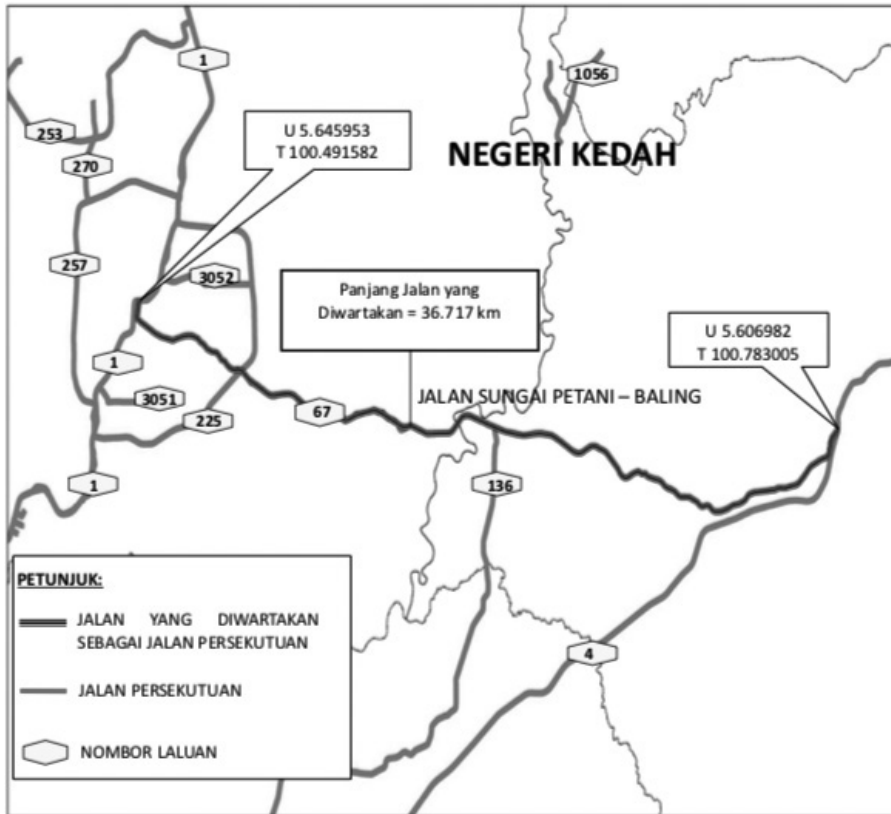 1
1056
253
U 5.645953
T 100.491582
270
NEGERI KEDAH
257
3052
Panjang Jalan yang
Diwartakan = 36.717 km
U 5.606982
T 100.783005
1
3051
JALAN SUNGAI PETANI – BALING
67
225
1
136
PETUNJUK:
JALAN YANG DIWARTAKAN
SEBAGAI JALAN PERSEKUTUAN
4
JALAN PERSEKUTUAN
NOMBOR LALUAN